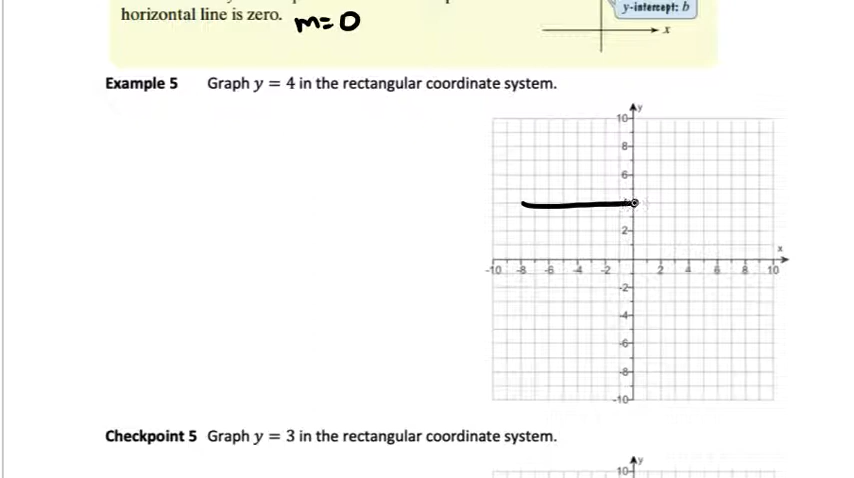 horizontal line is zero. m=0
y-intercept: b
x
Example 5 Graph y = 4 in the rectangular coordinate system.
y
10
8
6
2
x
-10 -8 -6 -4 -2 2 4 6 8 10
-2
-4
-6
-8
-10
Checkpoint 5 Graph y = 3 in the rectangular coordinate system.
y
10